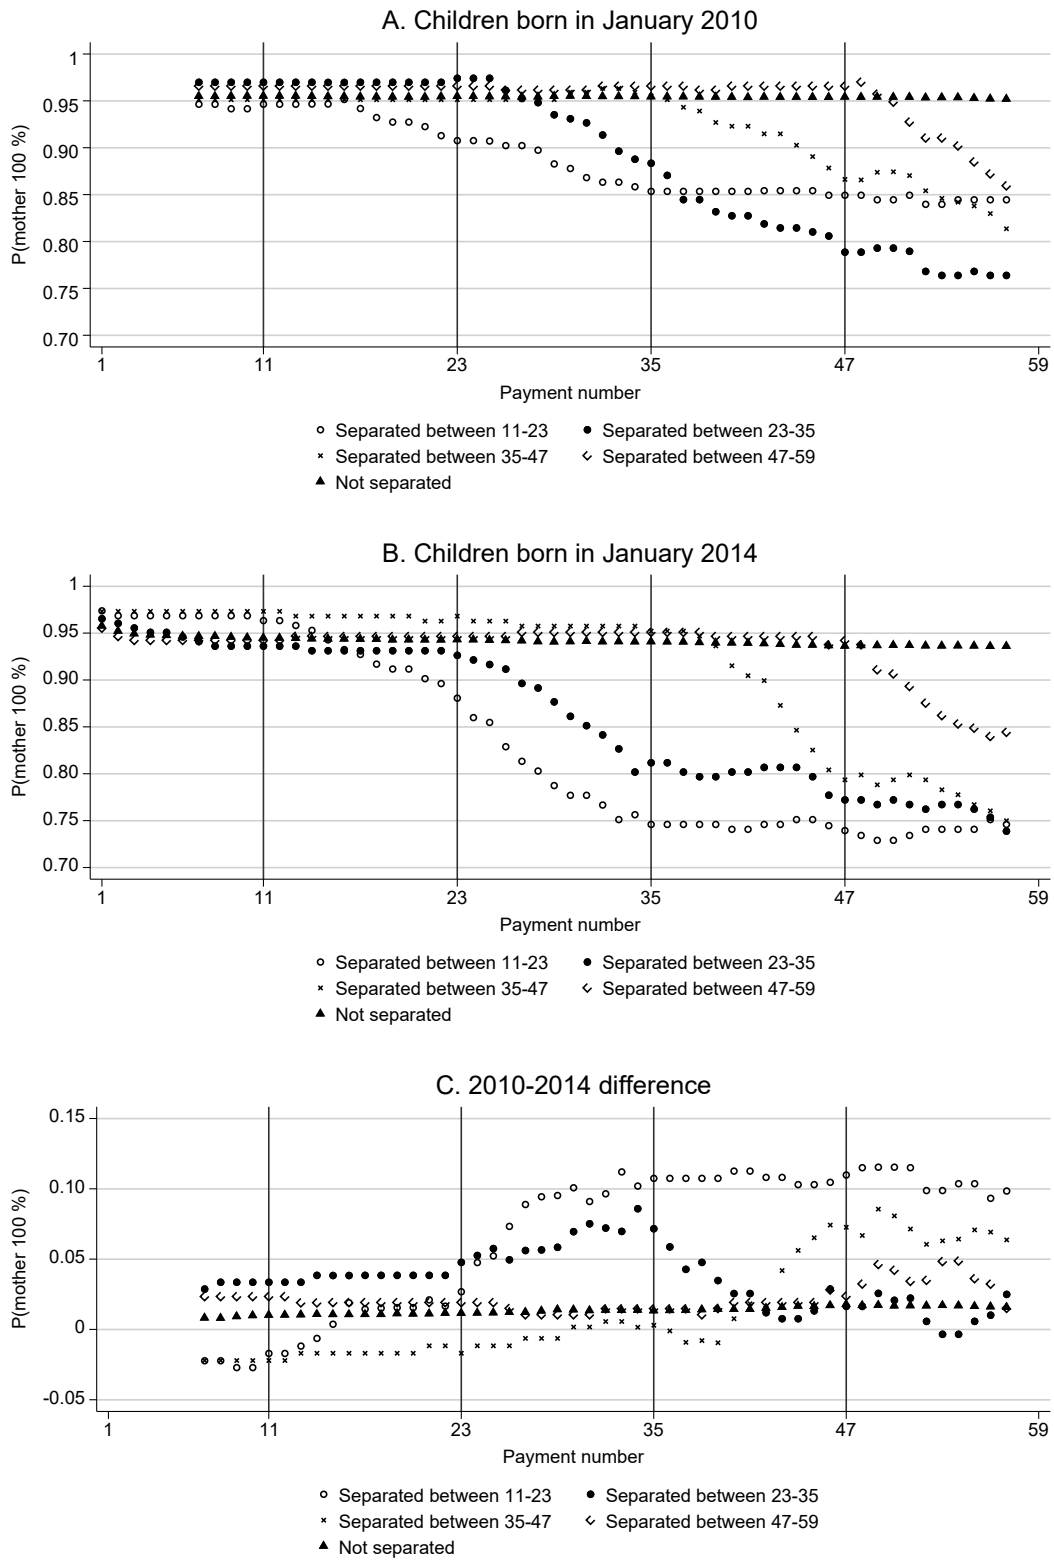 A. Children born in January 2010
P(mother 100 %)
1
0.95
0.90
0.85
0.80
0.75
0.70
1 11 23 35 47 59
Payment number
Separated between 11-23 Separated between 23-35
Separated between 35-47 Separated between 47-59
Not separated
B. Children born in January 2014
P(mother 100 %)
1
0.95
0.90
0.85
0.80
0.75
0.70
1 11 23 35 47 59
Payment number
Separated between 11-23 Separated between 23-35
Separated between 35-47 Separated between 47-59
Not separated
C. 2010-2014 difference
P(mother 100 %)
0.15
0.10
0.05
0
-0.05
1 11 23 35 47 59
Payment number
Separated between 11-23 Separated between 23-35
Separated between 35-47 Separated between 47-59
Not separated